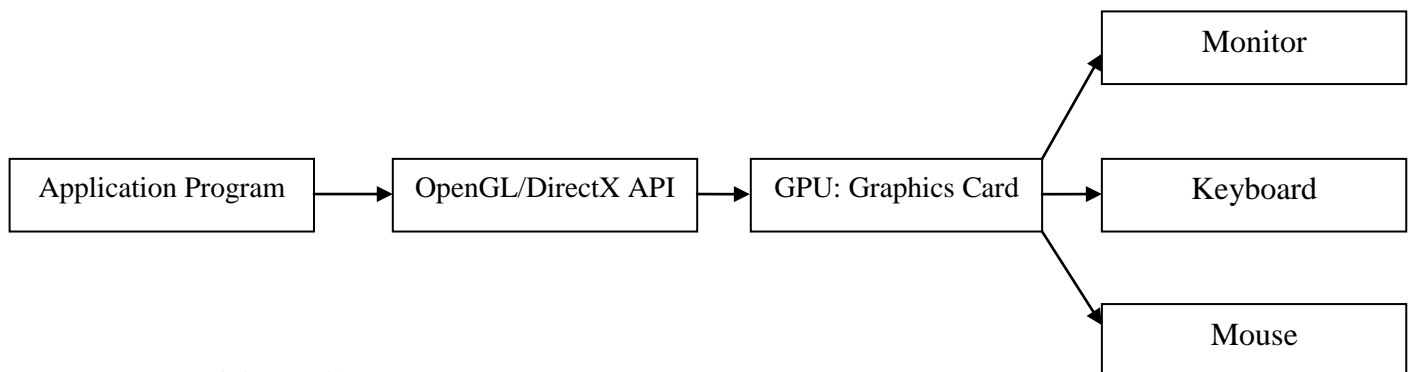 Monitor
Application Program
OpenGL/DirectX API
GPU: Graphics Card
Keyboard
Mouse